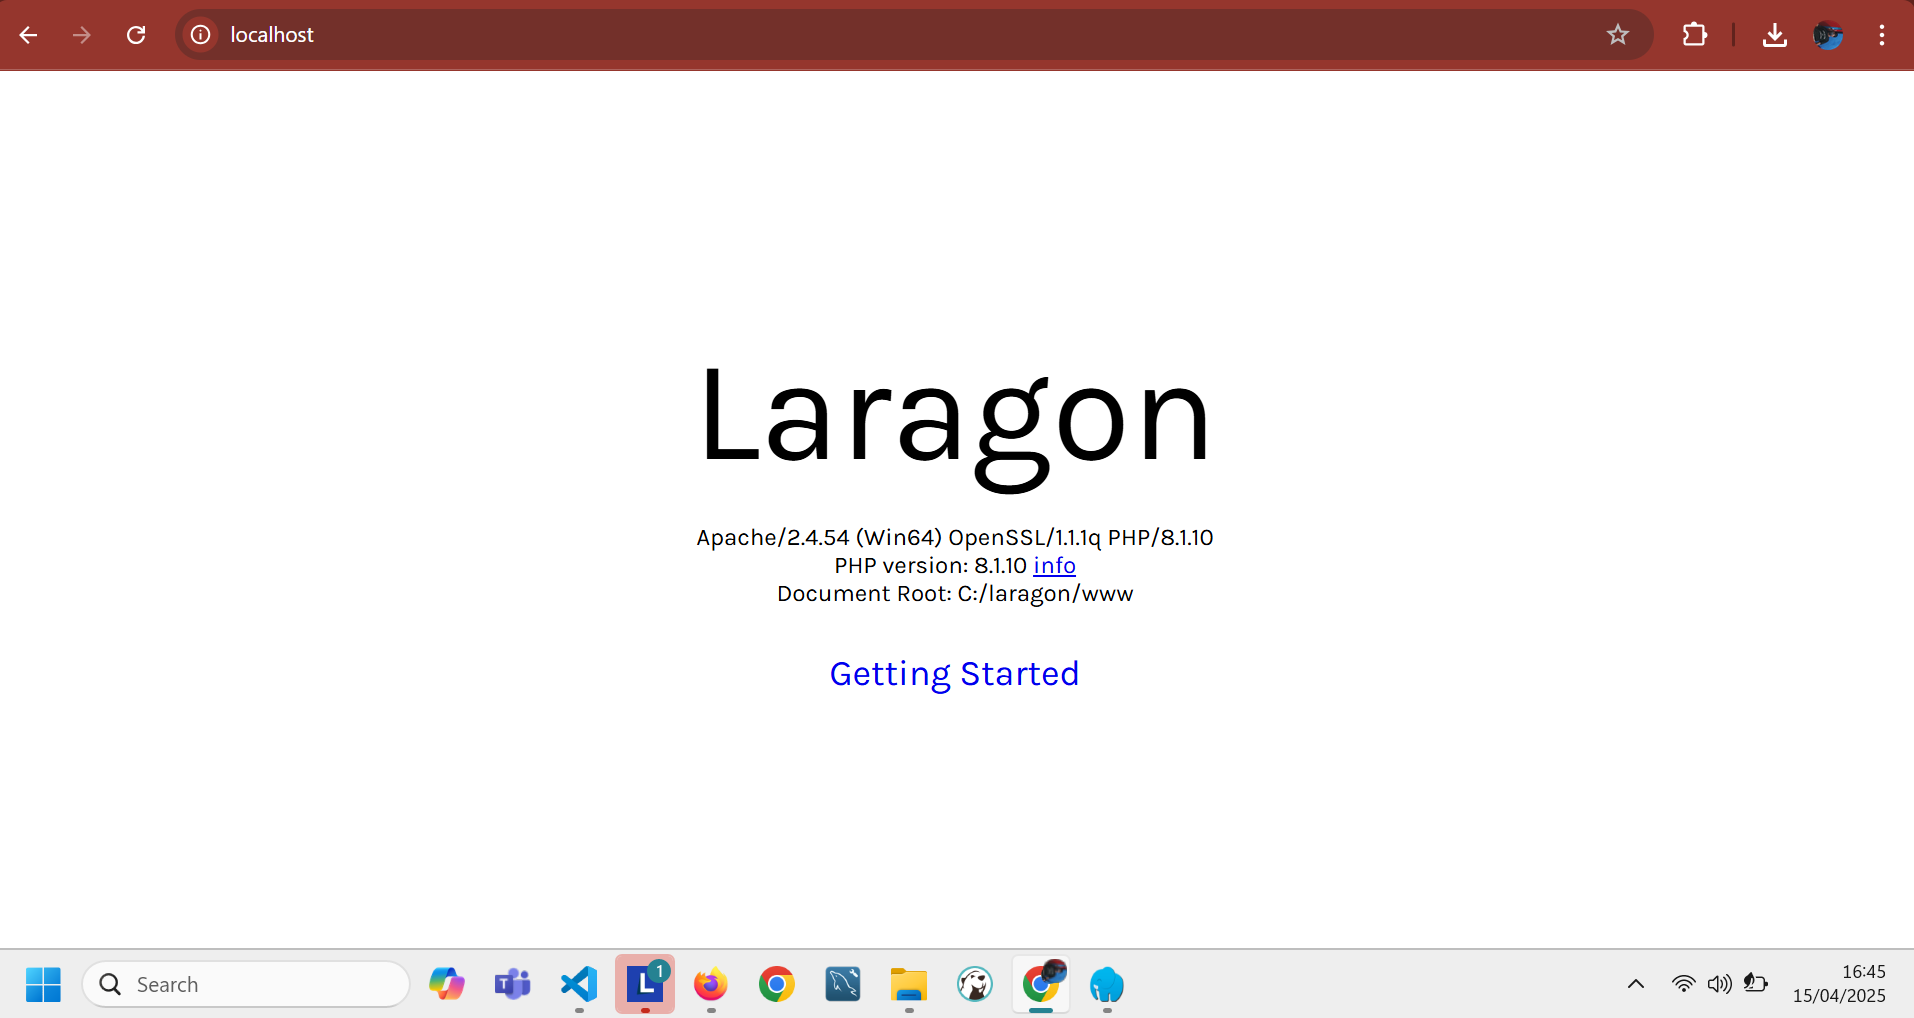 localhost
Laragon
Apache/2.4.54 (Win64) OpenSSL/1.1.1q PHP/8.1.10
PHP version: 8.1.10 info
Document Root: C:/laragon/www
Getting Started
Search
T
L
1
16:45
15/04/2025